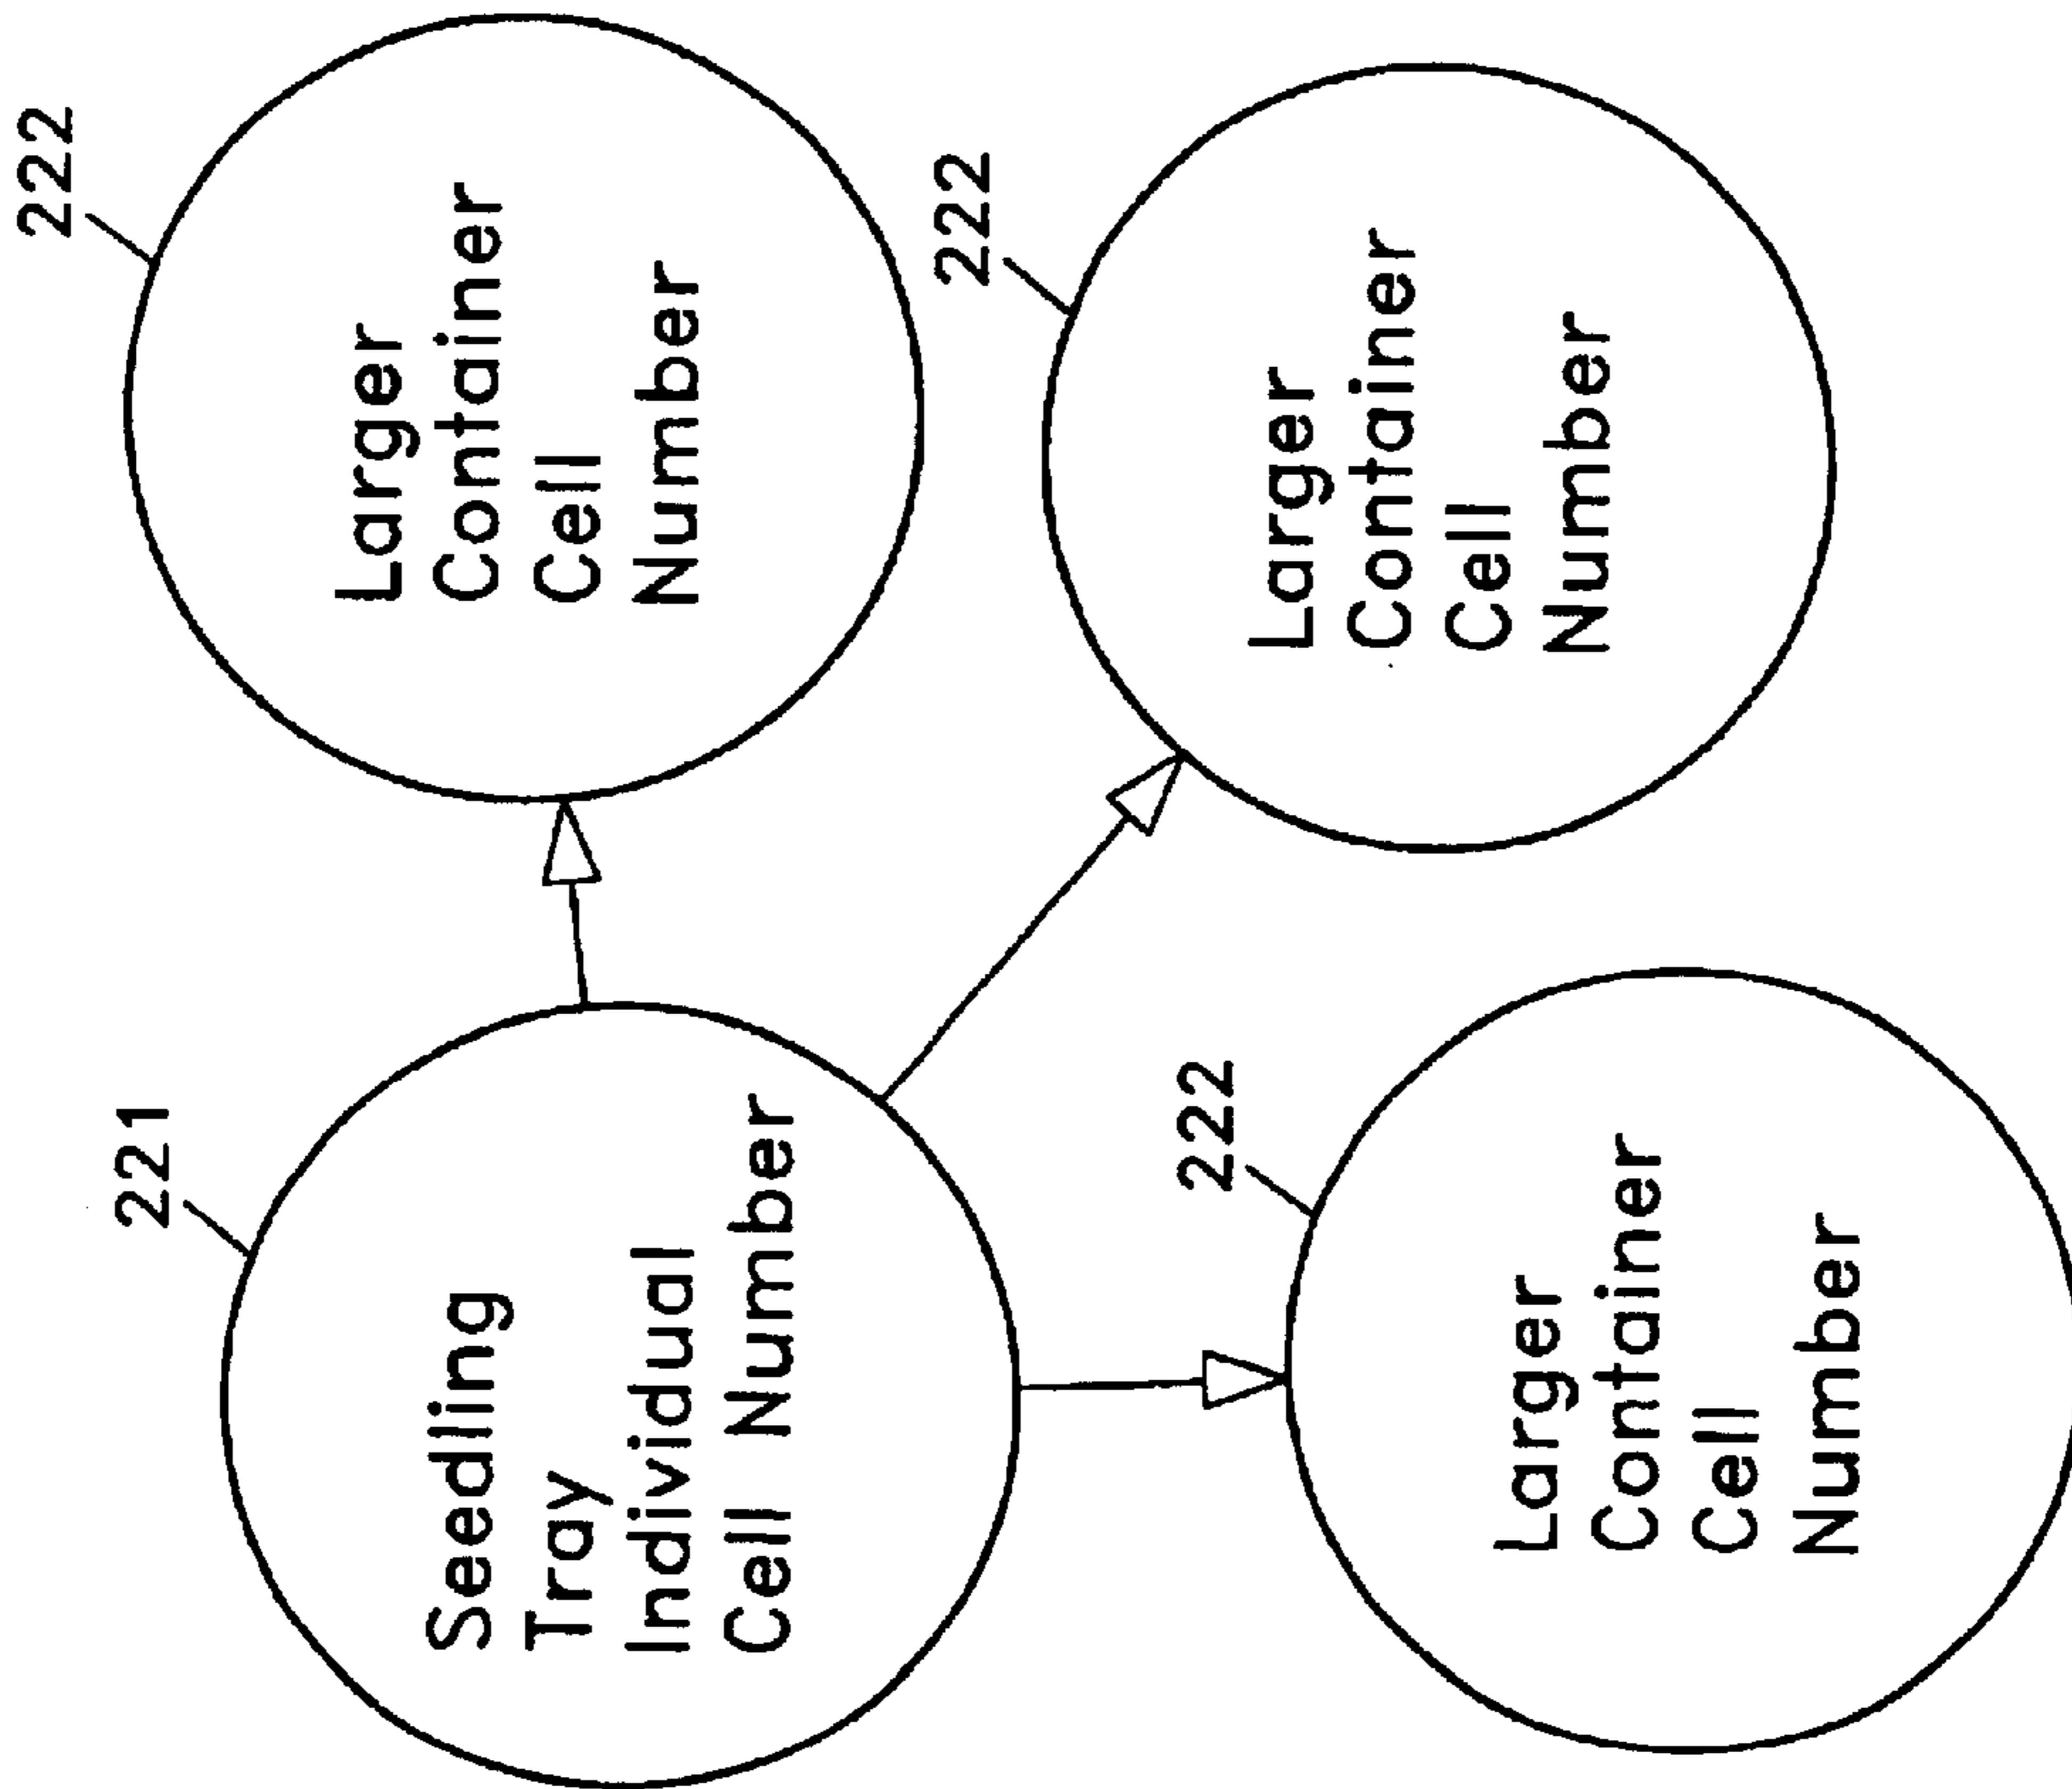 221
Seedling
Tray
Individual
Cell Number
222
Larger
Container
Cell
Number
222
Larger
Container
Cell
Number
222
Larger
Container
Cell
Number